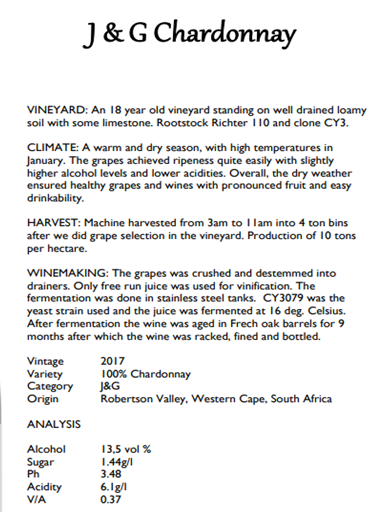 J & G Chardonnay
VINEYARD: An 18 year old vineyard standing on well drained loamy
soil with some limestone. Rootstock Richter 110 and clone CY3.
CLIMATE: A warm and dry season, with high temperatures in
January. The grapes achieved ripeness quite easily with slightly
higher alcohol levels and lower acidities. Overall, the dry weather
ensured healthy grapes and wines with pronounced fruit and easy
drinkability.
HARVEST: Machine harvested from 3am to 11am into 4 ton bins
after we did grape selection in the vineyard. Production of 10 tons
per hectare.
WINEMAKING: The grapes was crushed and destemmed into
drainers. Only free run juice was used for vinification. The
fermentation was done in stainless steel tanks. CY3079 was the
yeast strain used and the juice was fermented at 16 deg. Celsius.
After fermentation the wine was aged in Frech oak barrels for 9
months after which the wine was racked, fined and bottled.
Vintage 2017
Variety 100% Chardonnay
Category J&G
Origin Robertson Valley, Western Cape, South Africa
ANALYSIS
Alcohol 13,5 vol %
Sugar 1.44g/l
Ph 3.48
Acidity 6.1g/l
V/A 0.37